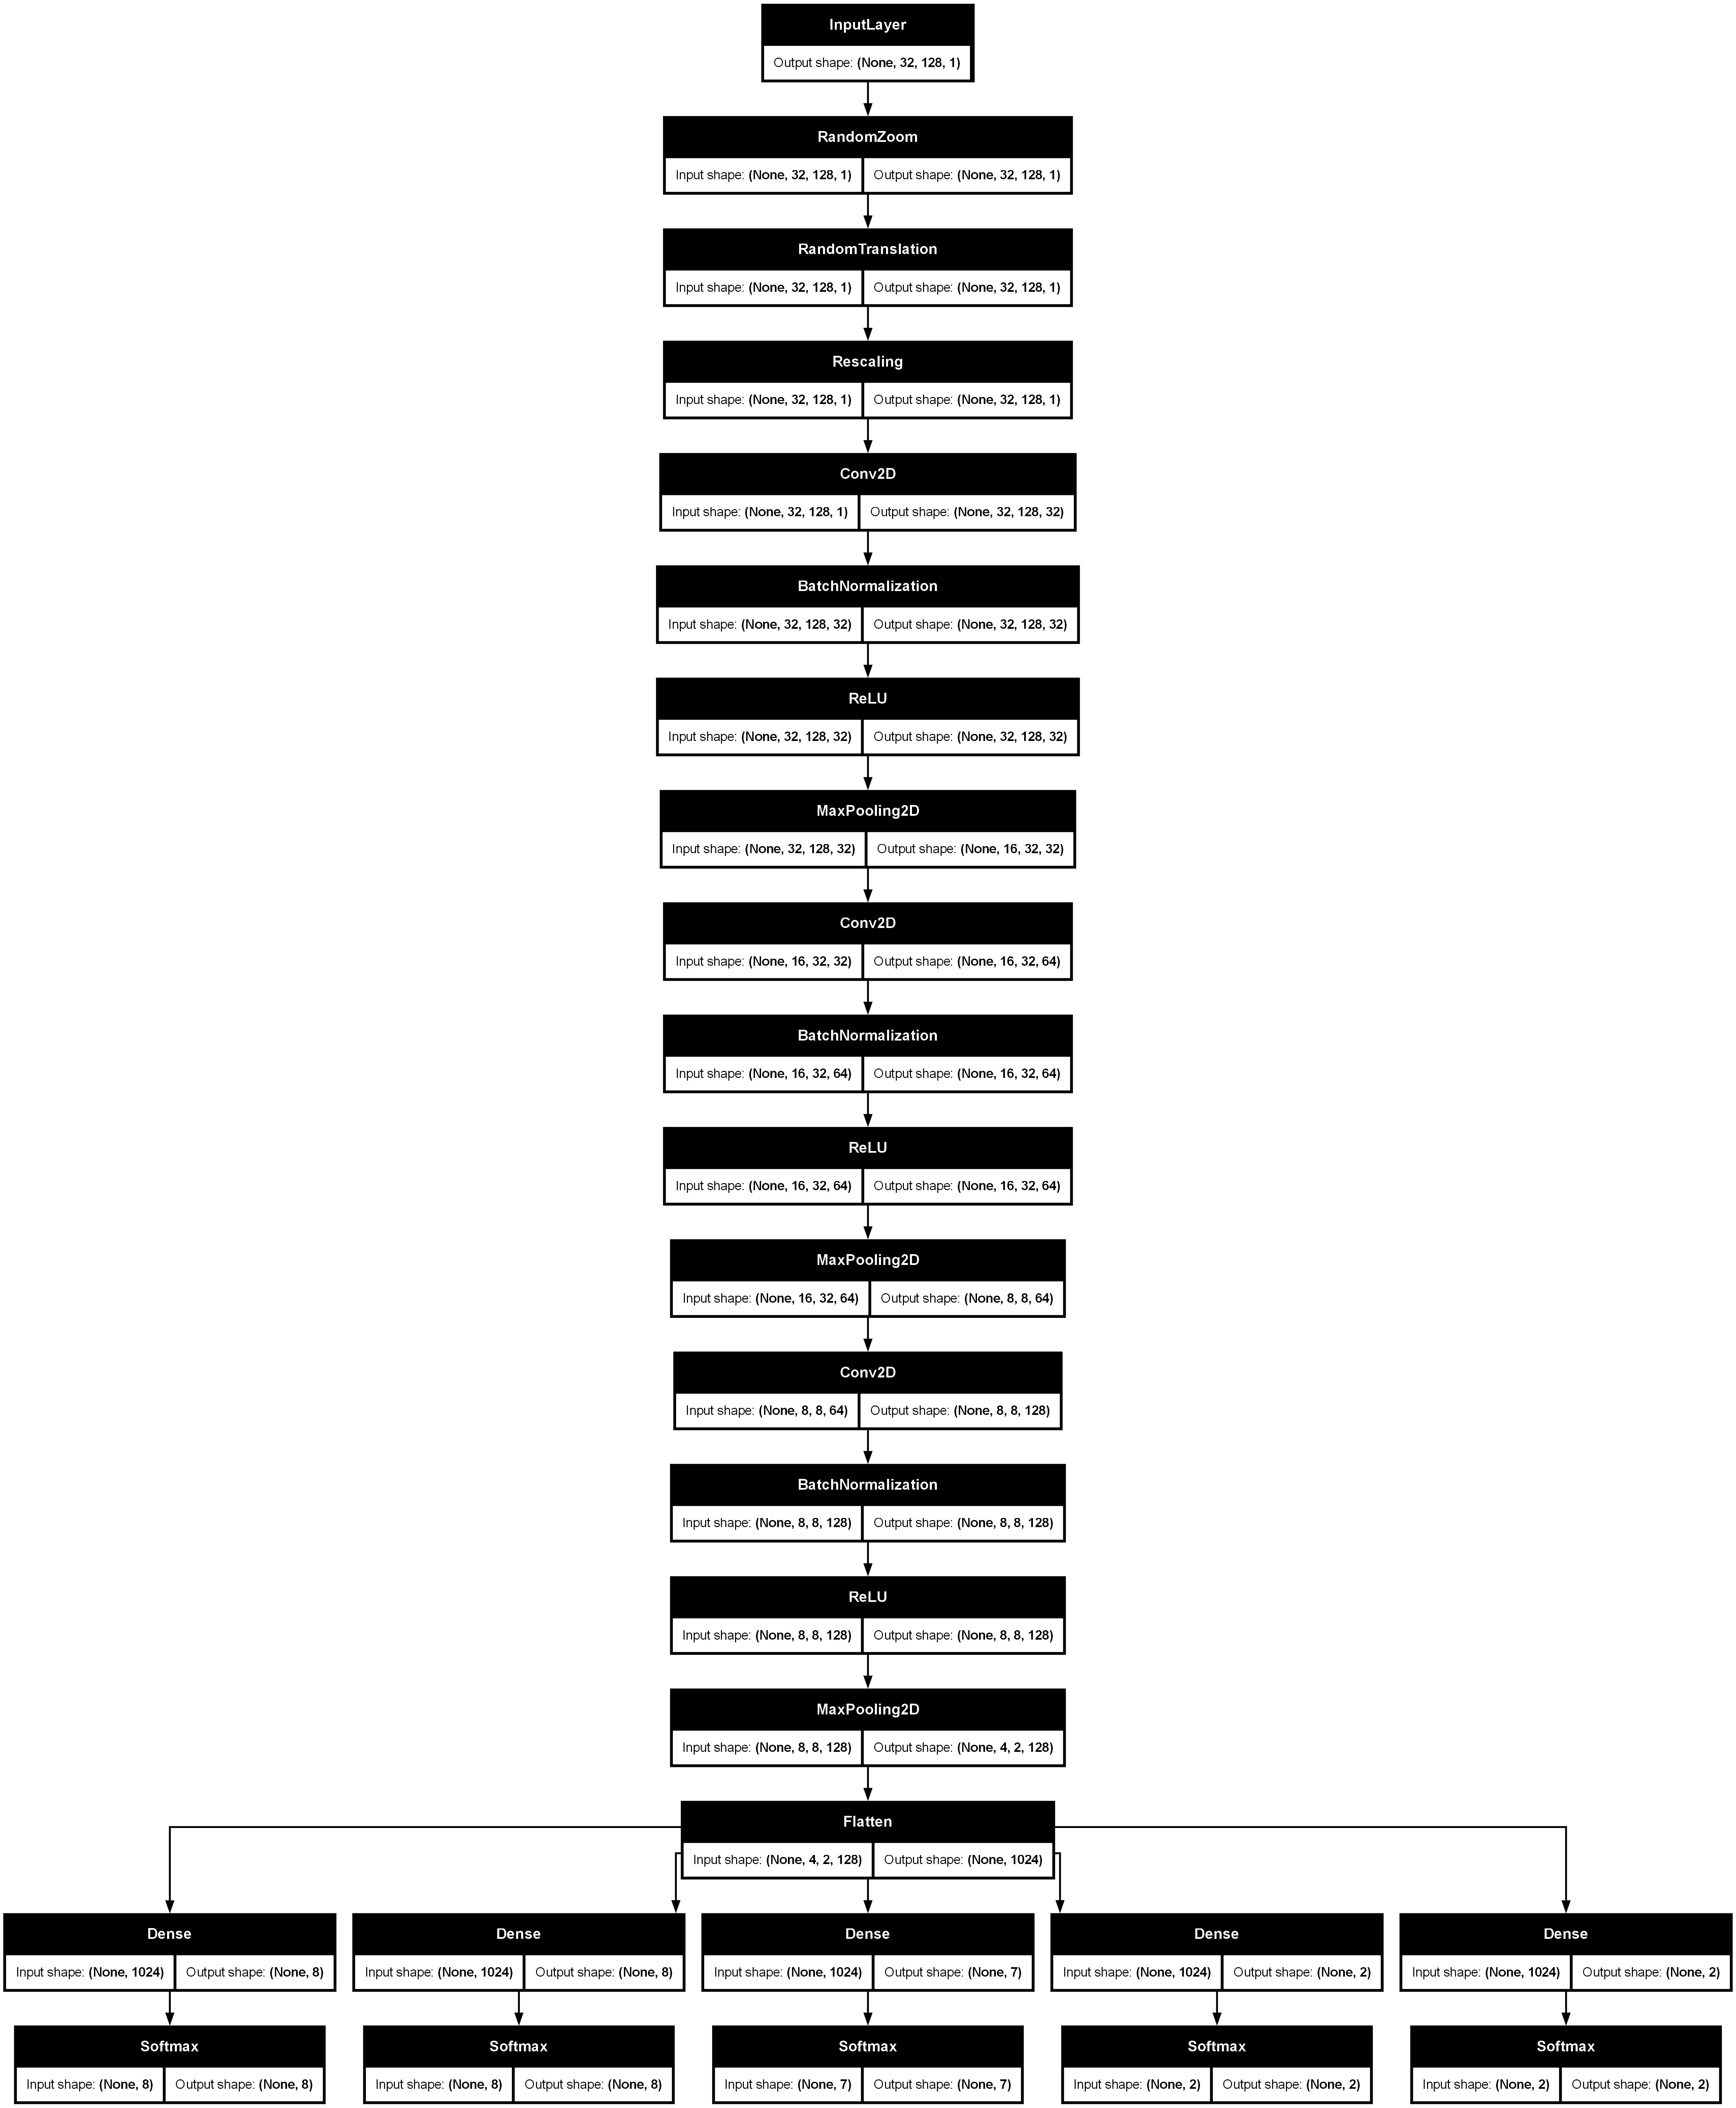 InputLayer
Output shape: (None, 32, 128, 1)
RandomZoom
Input shape: (None, 32, 128, 1) Output shape: (None, 32, 128, 1)
RandomTranslation
Input shape: (None, 32, 128, 1) Output shape: (None, 32, 128, 1)
Rescaling
Input shape: (None, 32, 128, 1) Output shape: (None, 32, 128, 1)
Conv2D
Input shape: (None, 32, 128, 1) Output shape: (None, 32, 128, 32)
BatchNormalization
Input shape: (None, 32, 128, 32) Output shape: (None, 32, 128, 32)
ReLU
Input shape: (None, 32, 128, 32) Output shape: (None, 32, 128, 32)
MaxPooling2D
Input shape: (None, 32, 128, 32) Output shape: (None, 16, 32, 32)
Conv2D
Input shape: (None, 16, 32, 32) Output shape: (None, 16, 32, 64)
BatchNormalization
Input shape: (None, 16, 32, 64) Output shape: (None, 16, 32, 64)
ReLU
Input shape: (None, 16, 32, 64) Output shape: (None, 16, 32, 64)
MaxPooling2D
Input shape: (None, 16, 32, 64) Output shape: (None, 8, 8, 64)
Conv2D
Input shape: (None, 8, 8, 64) Output shape: (None, 8, 8, 128)
BatchNormalization
Input shape: (None, 8, 8, 128) Output shape: (None, 8, 8, 128)
ReLU
Input shape: (None, 8, 8, 128) Output shape: (None, 8, 8, 128)
MaxPooling2D
Input shape: (None, 8, 8, 128) Output shape: (None, 4, 2, 128)
Flatten
Input shape: (None, 4, 2, 128) Output shape: (None, 1024)
Dense Dense Dense Dense Dense
Input shape: (None, 1024) Output shape: (None, 8) Input shape: (None, 1024) Output shape: (None, 8) Input shape: (None, 1024) Output shape: (None, 7) Input shape: (None, 1024) Output shape: (None, 2) Input shape: (None, 1024) Output shape: (None, 2)
Softmax Softmax Softmax Softmax Softmax
Input shape: (None, 8) Output shape: (None, 8) Input shape: (None, 8) Output shape: (None, 8) Input shape: (None, 7) Output shape: (None, 7) Input shape: (None, 2) Output shape: (None, 2) Input shape: (None, 2) Output shape: (None, 2)